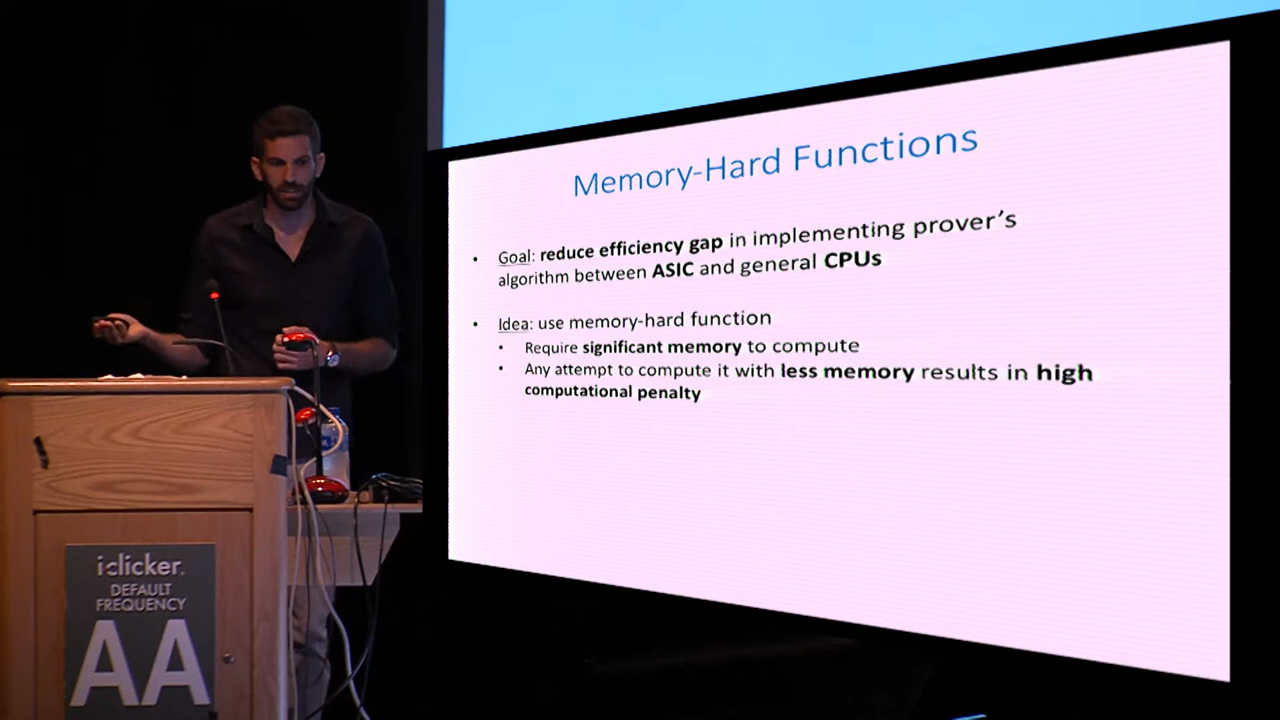 Memory-Hard Functions
• Goal: reduce efficiency gap in implementing prover's
algorithm between ASIC and general CPUs
• Idea: use memory-hard function
• Require significant memory to compute
• Any attempt to compute it with less memory results in high
computational penalty
iclicker.
DEFAULT
FREQUENCY
AA